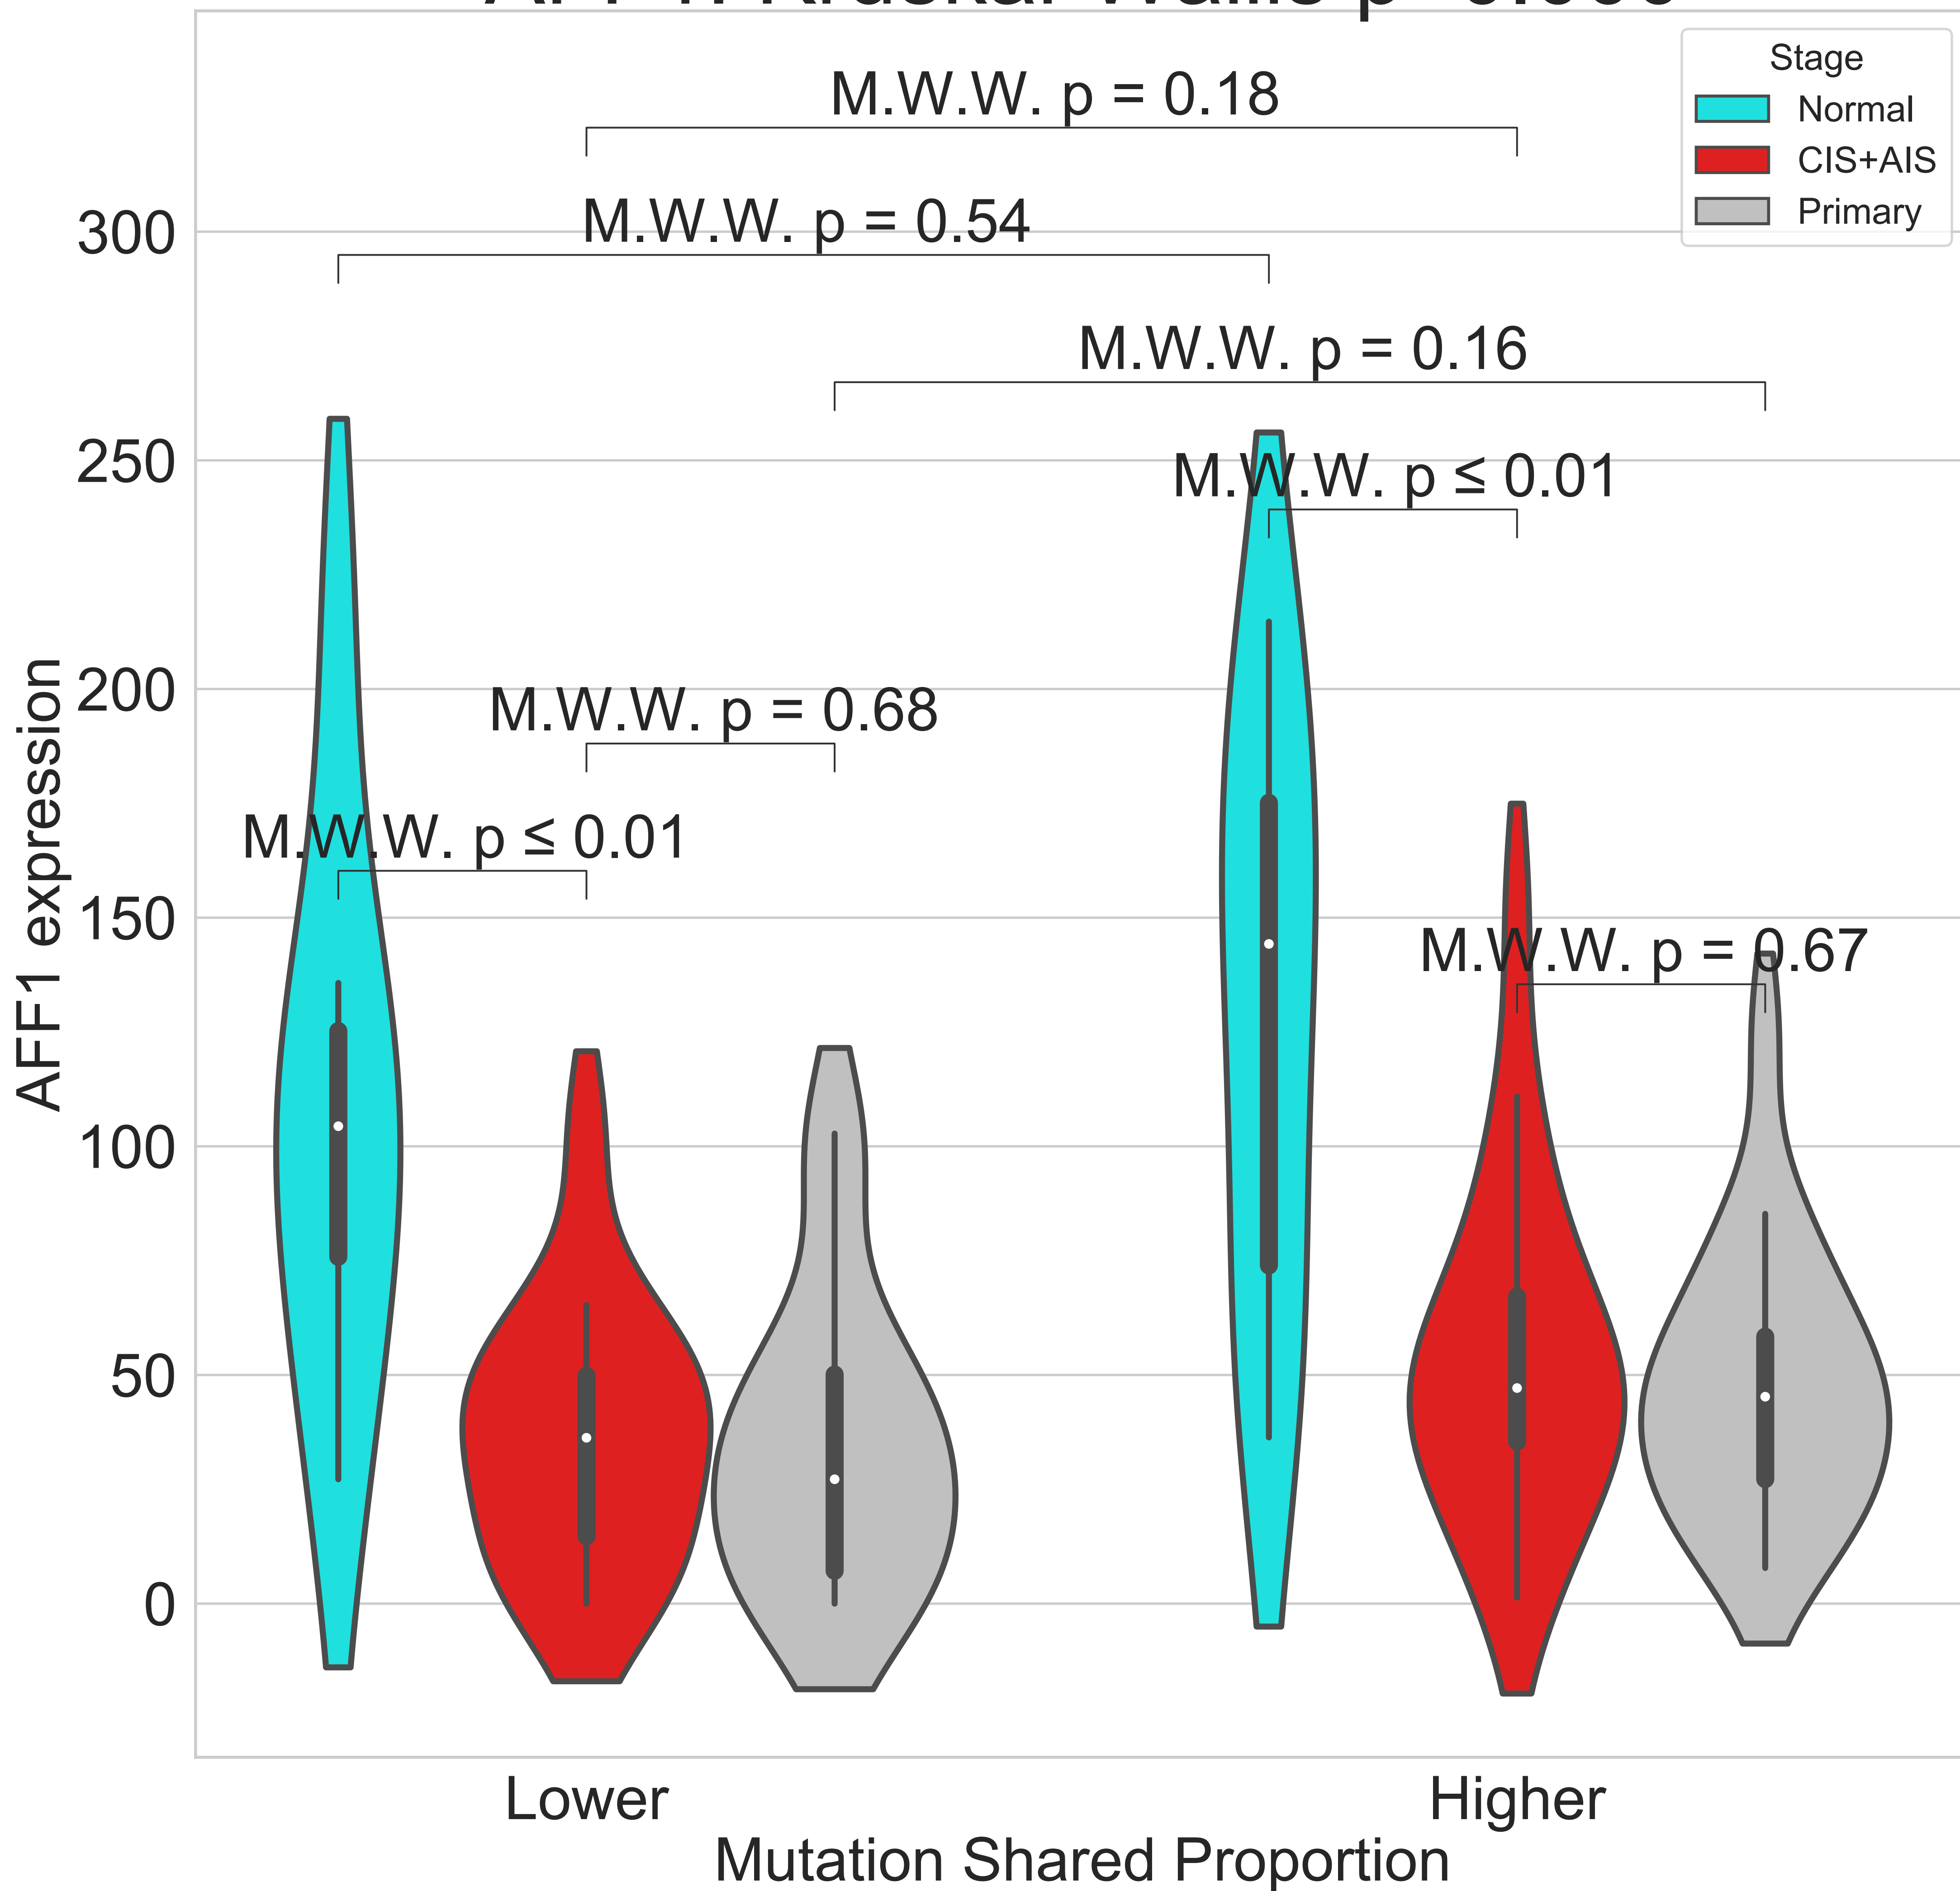 Stage
Normal
CIS+AIS
Primary
M.W.W. p = 0.18
M.W.W. p = 0.54
M.W.W. p = 0.16
M.W.W. p ≤ 0.01
M.W.W. p = 0.68
M.W.W. p ≤ 0.01
M.W.W. p = 0.67
300
250
200
150
100
50
0
AFF1 expression
Lower
Higher
Mutation Shared Proportion